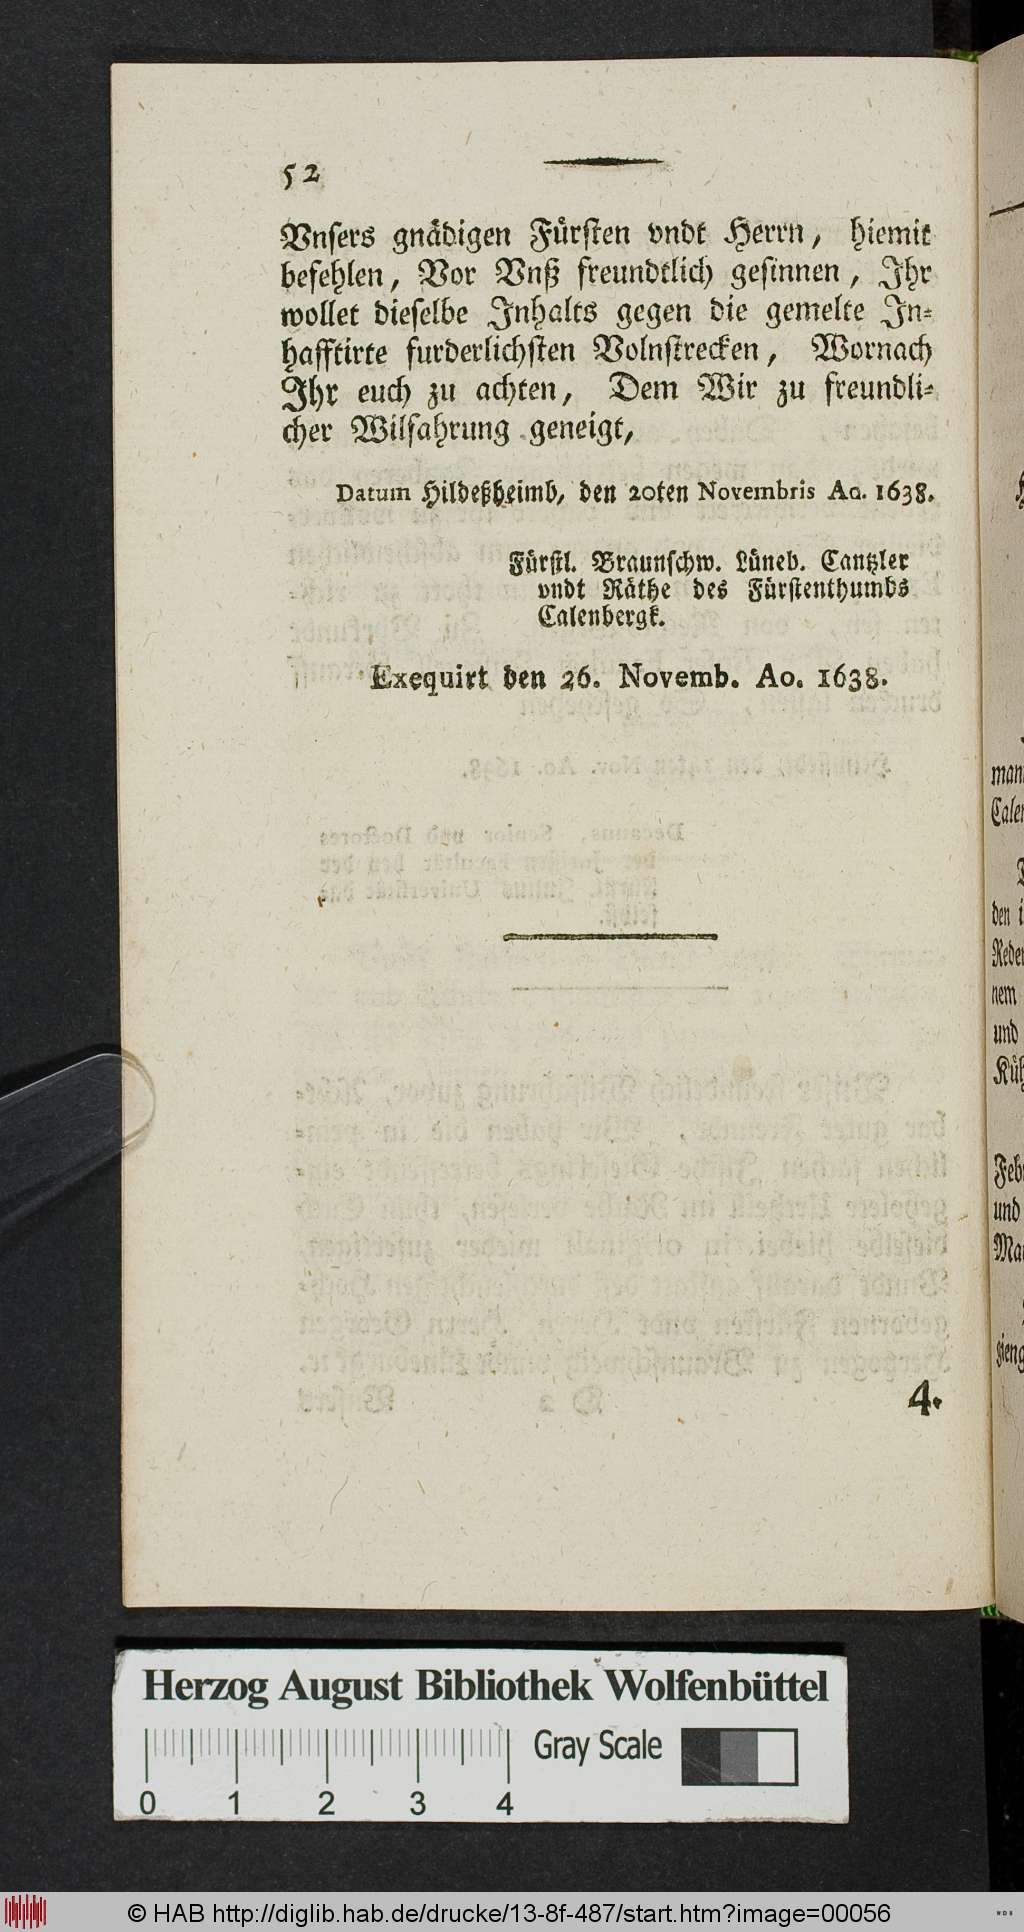 52
Vnsers gnädigen Fürsten vndt Herrn, hiemit
befehlen, Vor Vnß freundtlich gesinnen, Ihr
wollet dieselbe Inhalts gegen die gemelte In-
hafftirte furderlichsten Volnstrecken, Wornach
Ihr euch zu achten, Dem Wir zu freundli-
cher Wilfahrung geneigt,
Datum Hildeßheimb, den 20ten Novembris Ao. 1638.
Fürstl. Braunschw. Lüneb. Cantzler
vndt Räthe des Fürstenthumbs
Calenbergk.
Exequirt den 26. Novemb. Ao. 1638.
4.
Herzog August Bibliothek Wolfenbüttel
Gray Scale
0 1 2 3 4
© HAB http://diglib.hab.de/drucke/13-8f-487/start.htm?image=00056